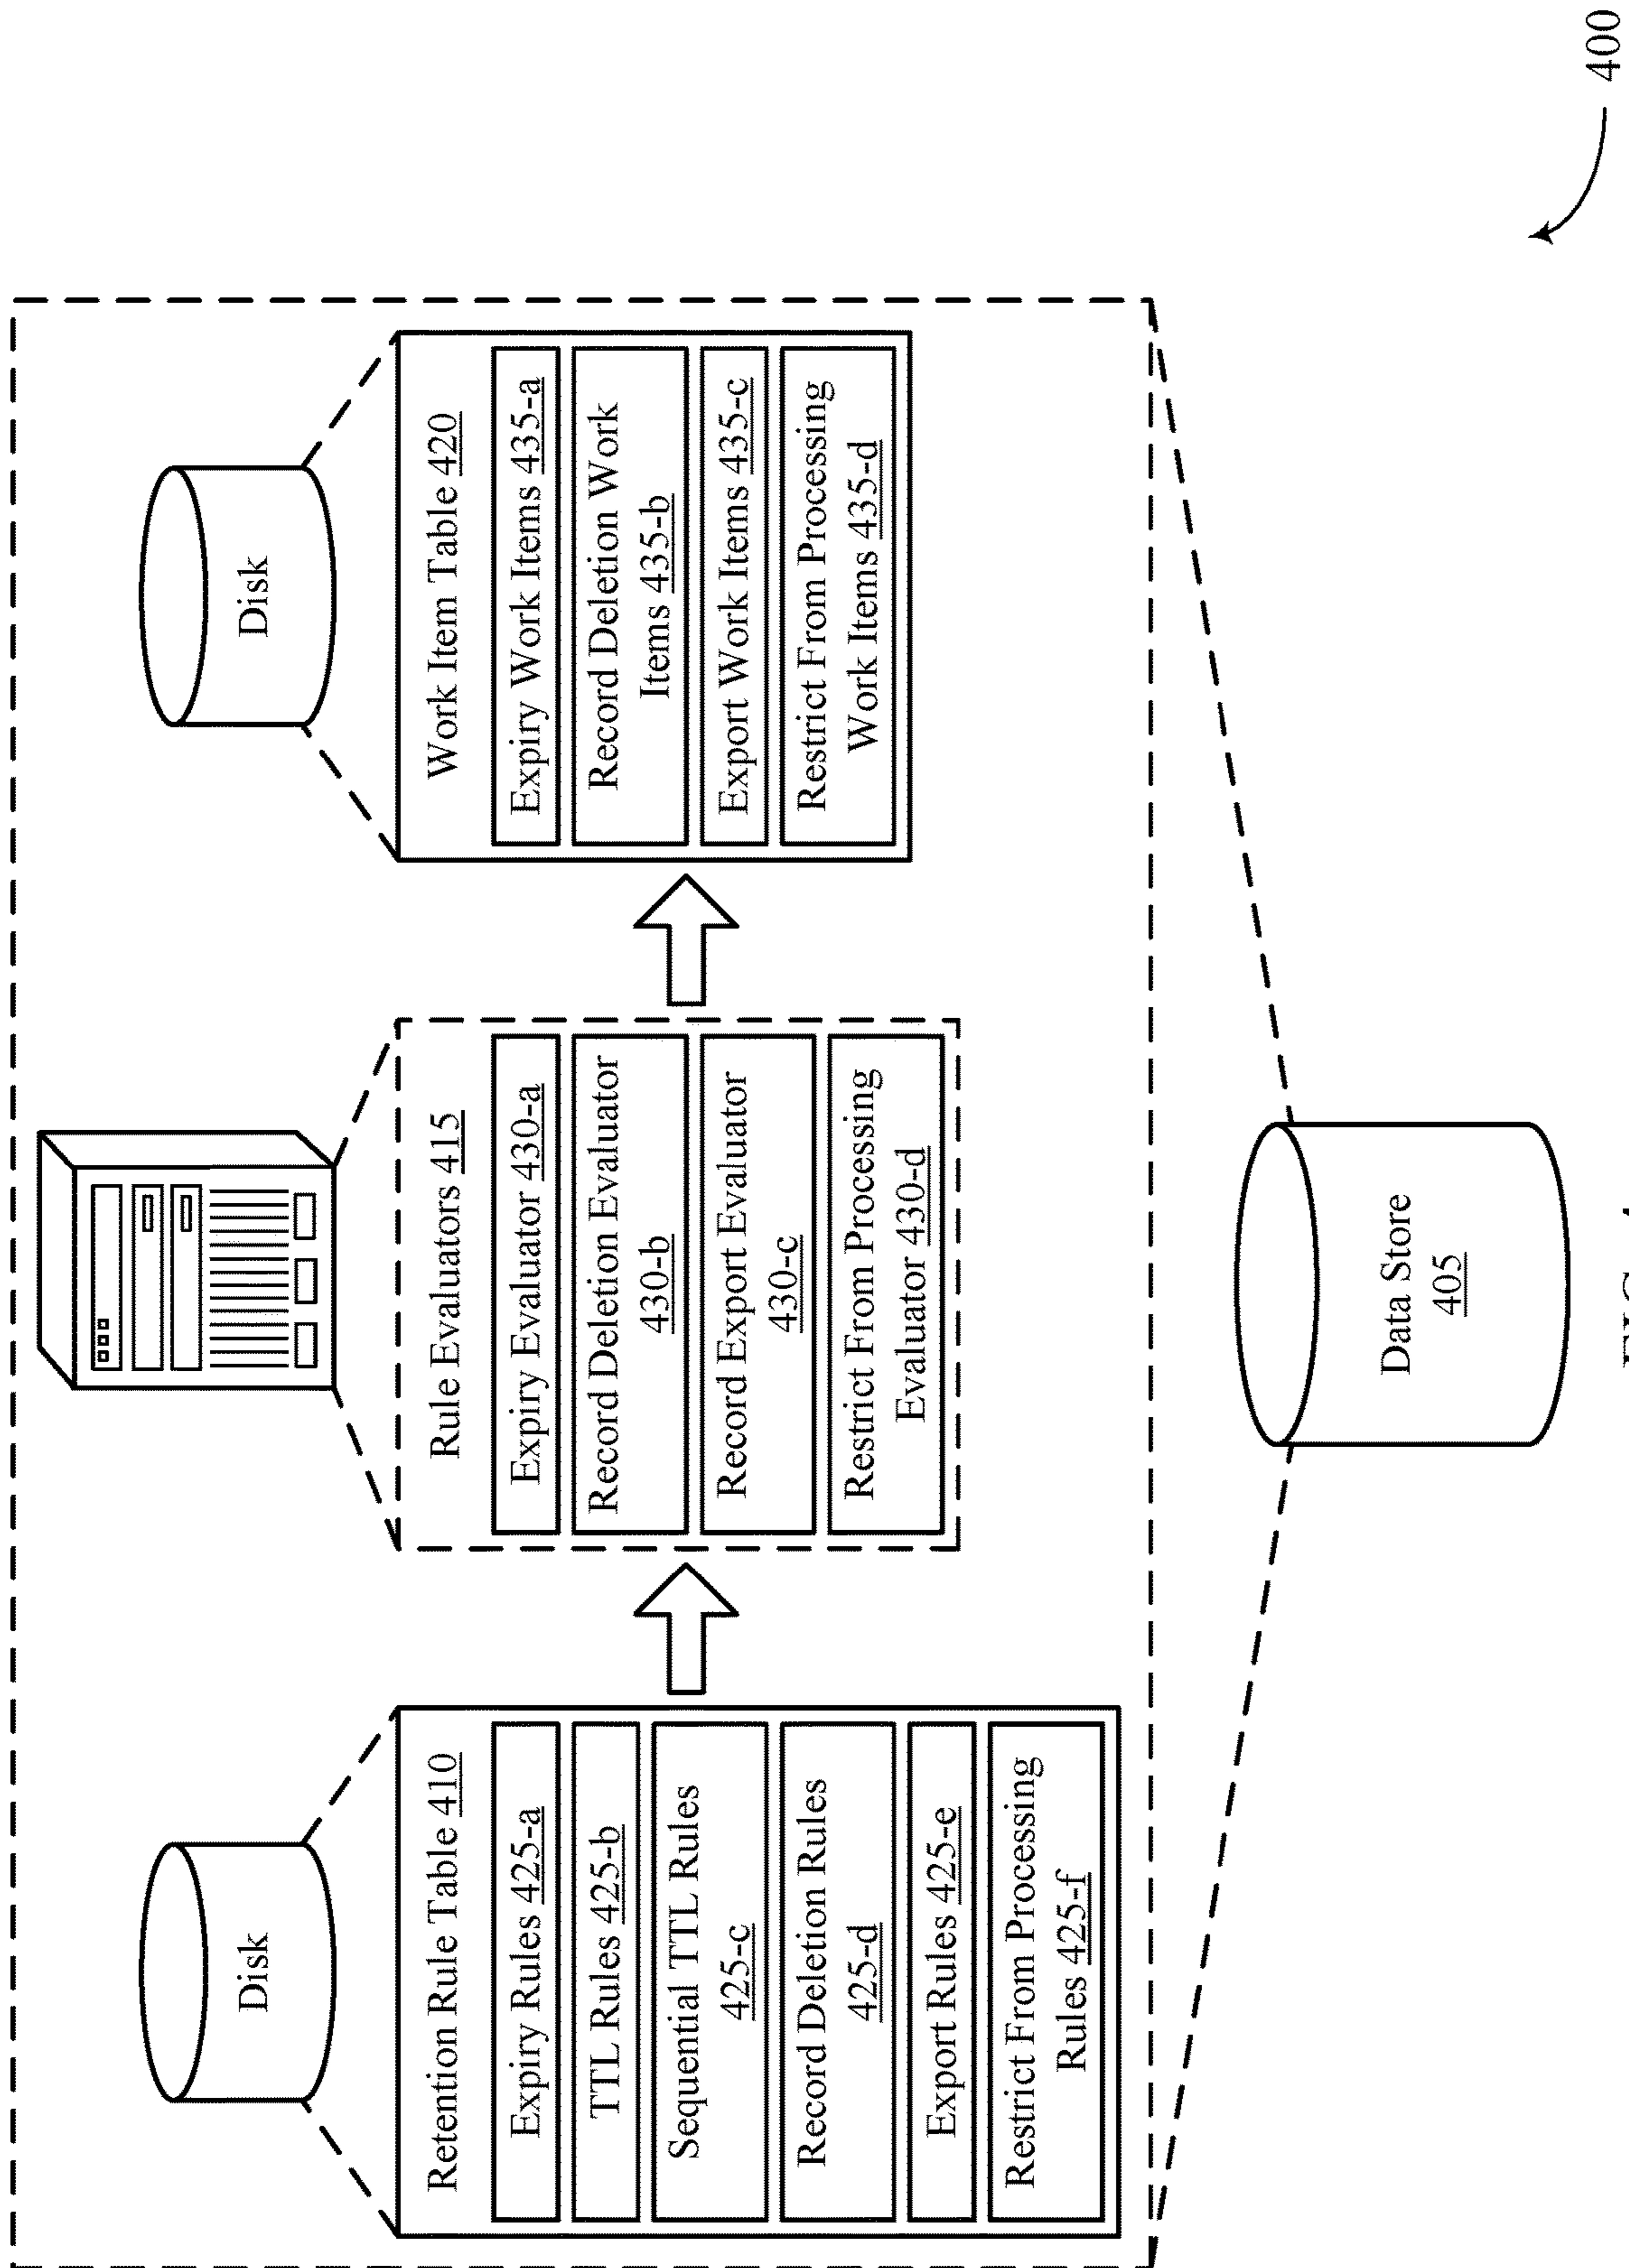 Disk
Retention Rule Table 410
Expiry Rules 425-a
TTL Rules 425-b
Sequential TTL Rules
425-c
Record Deletion Rules
425-d
Export Rules 425-e
Restrict From Processing
Rules 425-f
Rule Evaluators 415
Expiry Evaluator 430-a
Record Deletion Evaluator
430-b
Record Export Evaluator
430-c
Restrict From Processing
Evaluator 430-d
Disk
Work Item Table 420
Expiry Work Items 435-a
Record Deletion Work
Items 435-b
Export Work Items 435-c
Restrict From Processing
Work Items 435-d
Data Store
405
400